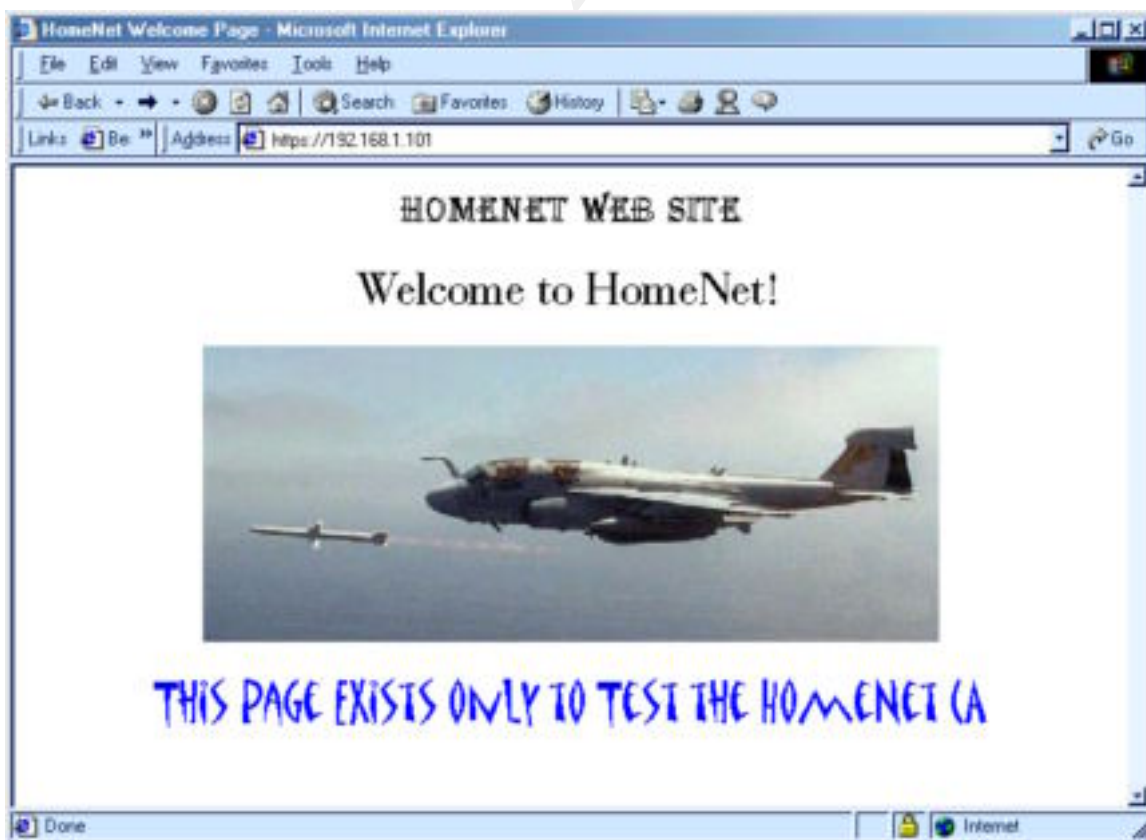 HomeNet Welcome Page - Microsoft Internet Explorer
File Edit View Favorites Tools Help
Back Search Favorites History
Links Be » Address https://192.168.1.101 Go
HOMENET WEB SITE
Welcome to HomeNet!
THIS PAGE EXISTS ONLY TO TEST THE HOMENET CA
Done Internet